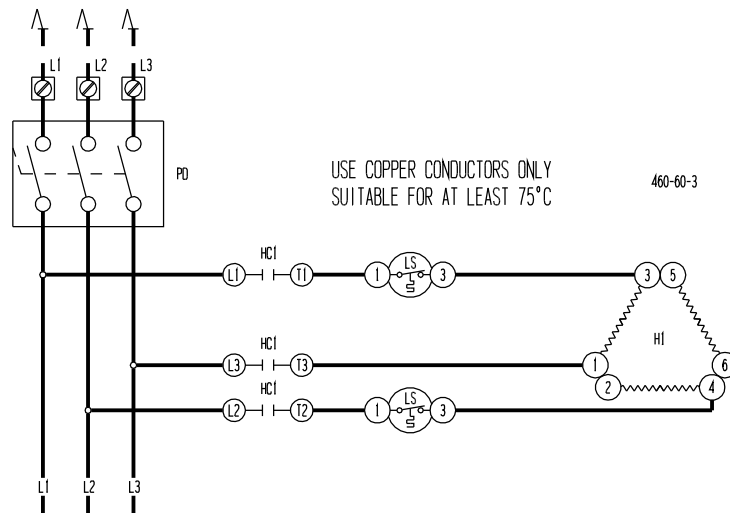 L1 L2 L3
PD
USE COPPER CONDUCTORS ONLY
SUITABLE FOR AT LEAST 75°C
460-60-3
HC1 LS
L1 T1 1 3 3 5
HC1 H1
L3 T3 1 6
2 4
HC1 LS
L2 T2 1 3
L1 L2 L3